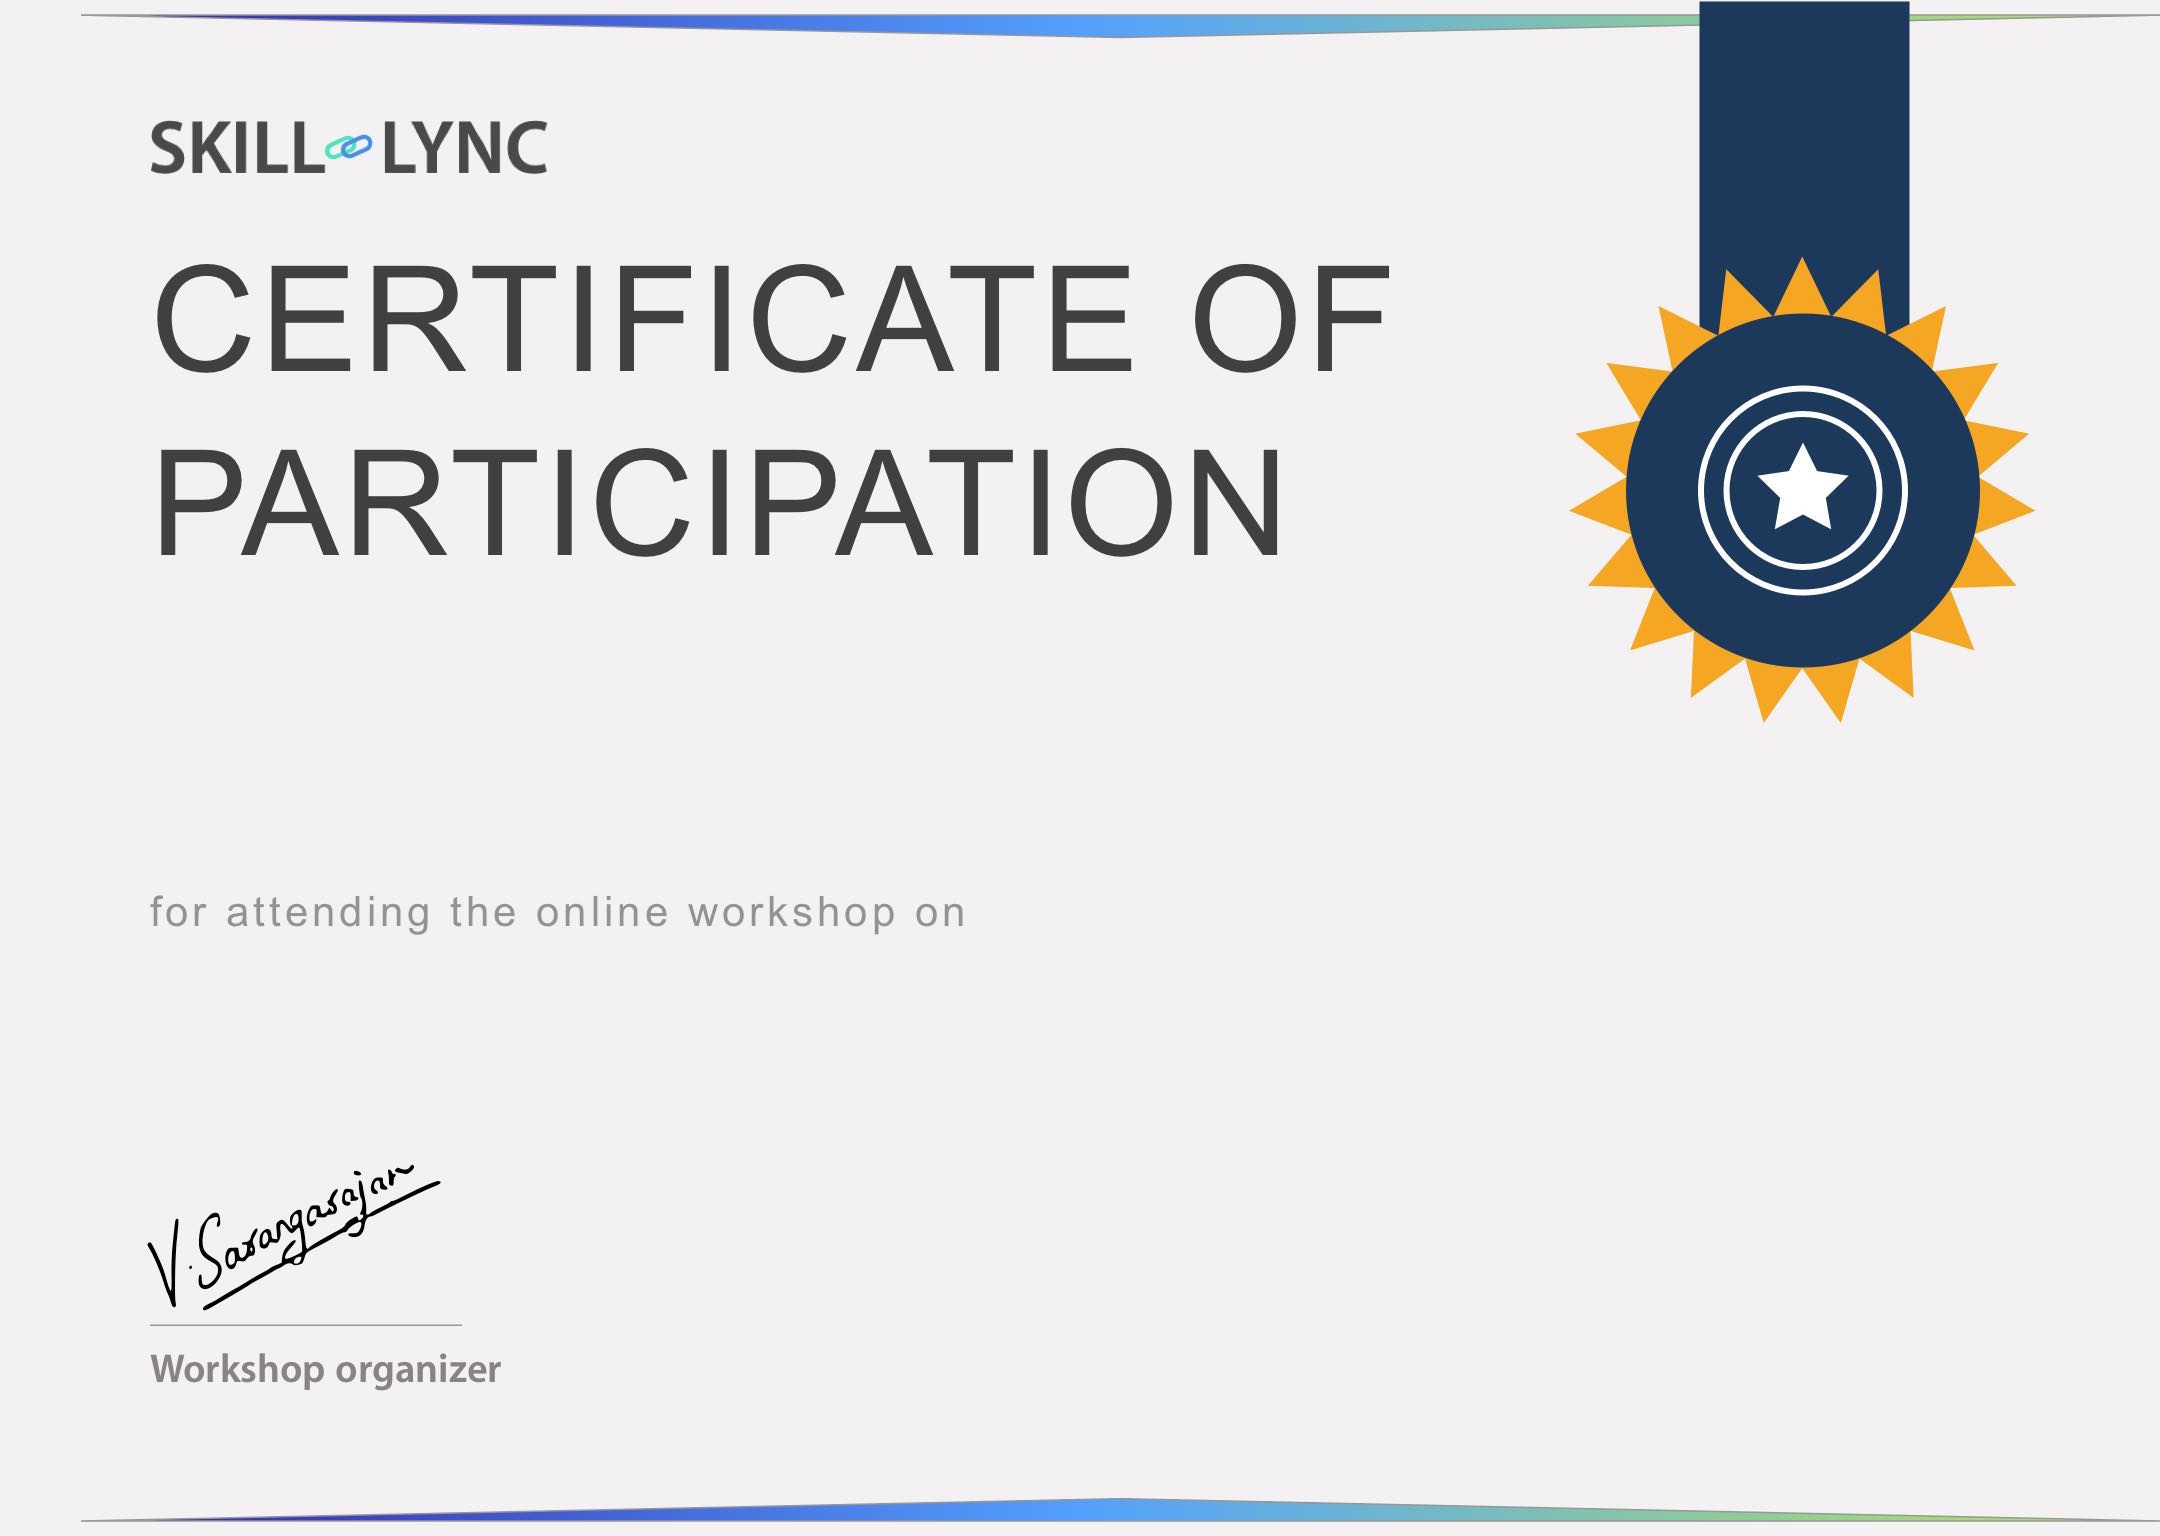 SKILL LYNC
CERTIFICATE OF
PARTICIPATION
for attending the online workshop on
V. Sarangarajan
Workshop organizer